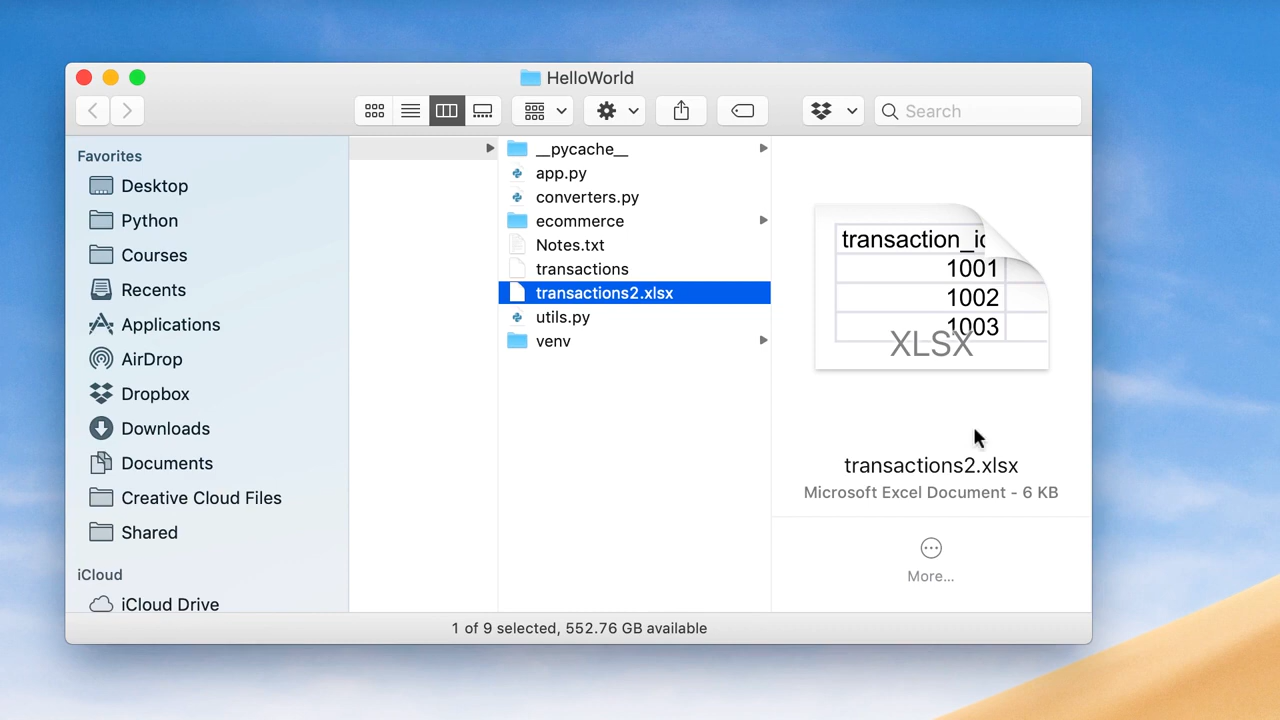 HelloWorld
Search
Favorites
Desktop
Python
Courses
Recents
Applications
AirDrop
Dropbox
Downloads
Documents
Creative Cloud Files
Shared
iCloud
iCloud Drive
__pycache__
app.py
converters.py
ecommerce
Notes.txt
transactions
transactions2.xlsx
utils.py
venv
transaction_id
1001
1002
1003
XLSX
transactions2.xlsx
Microsoft Excel Document - 6 KB
More...
1 of 9 selected, 552.76 GB available